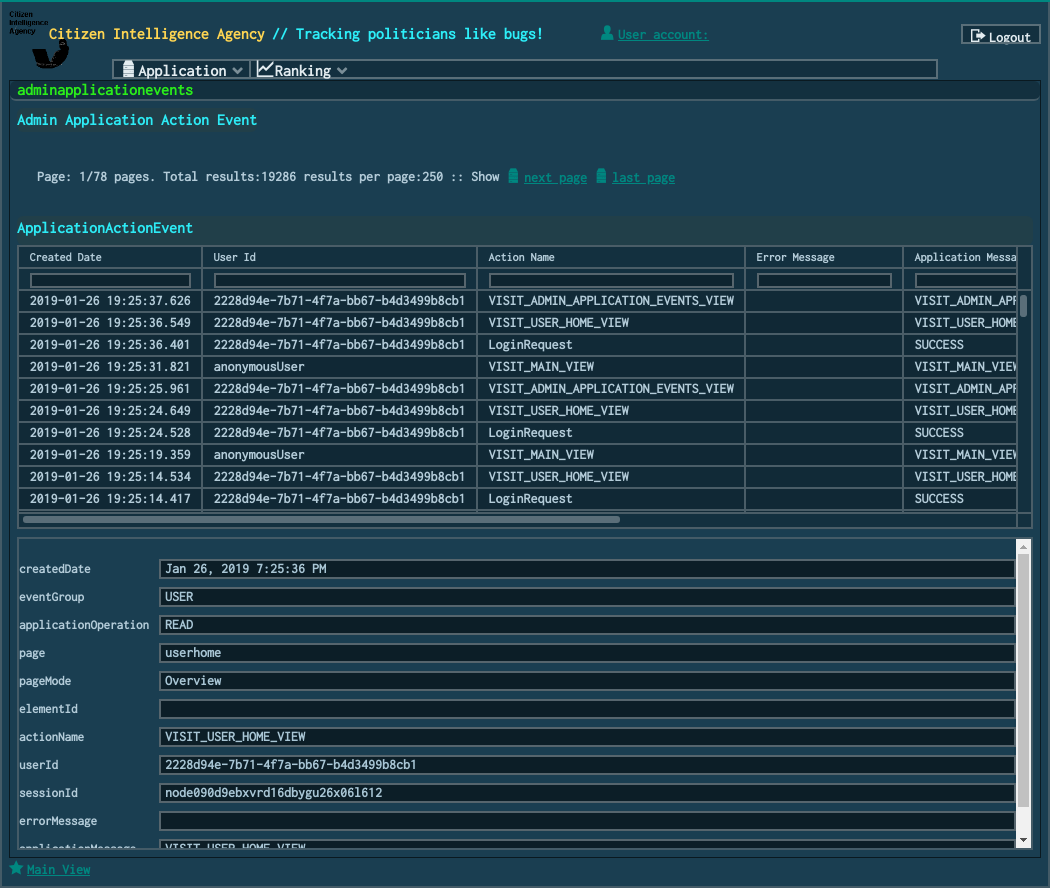 Citizen
Intelligence
Agency
Citizen Intelligence Agency // Tracking politicians like bugs!
User account:
Logout
Application Ranking
adminapplicationevents
Admin Application Action Event
Page: 1/78 pages. Total results:19286 results per page:250 :: Show next page last page
ApplicationActionEvent
Created Date User Id Action Name Error Message Application Messa
2019-01-26 19:25:37.626 2228d94e-7b71-4f7a-bb67-b4d3499b8cb1 VISIT_ADMIN_APPLICATION_EVENTS_VIEW VISIT_ADMIN_APP
2019-01-26 19:25:36.549 2228d94e-7b71-4f7a-bb67-b4d3499b8cb1 VISIT_USER_HOME_VIEW VISIT_USER_HOME
2019-01-26 19:25:36.401 2228d94e-7b71-4f7a-bb67-b4d3499b8cb1 LoginRequest SUCCESS
2019-01-26 19:25:31.821 anonymousUser VISIT_MAIN_VIEW VISIT_MAIN_VIEW
2019-01-26 19:25:25.961 2228d94e-7b71-4f7a-bb67-b4d3499b8cb1 VISIT_ADMIN_APPLICATION_EVENTS_VIEW VISIT_ADMIN_APP
2019-01-26 19:25:24.649 2228d94e-7b71-4f7a-bb67-b4d3499b8cb1 VISIT_USER_HOME_VIEW VISIT_USER_HOME
2019-01-26 19:25:24.528 2228d94e-7b71-4f7a-bb67-b4d3499b8cb1 LoginRequest SUCCESS
2019-01-26 19:25:19.359 anonymousUser VISIT_MAIN_VIEW VISIT_MAIN_VIEW
2019-01-26 19:25:14.534 2228d94e-7b71-4f7a-bb67-b4d3499b8cb1 VISIT_USER_HOME_VIEW VISIT_USER_HOME
2019-01-26 19:25:14.417 2228d94e-7b71-4f7a-bb67-b4d3499b8cb1 LoginRequest SUCCESS
createdDate Jan 26, 2019 7:25:36 PM
eventGroup USER
applicationOperation READ
page userhome
pageMode Overview
elementId
actionName VISIT_USER_HOME_VIEW
userId 2228d94e-7b71-4f7a-bb67-b4d3499b8cb1
sessionId node090d9ebxvrd16dbygu26x06l612
errorMessage
applicationMessage VISIT_USER_HOME_VIEW
Main View